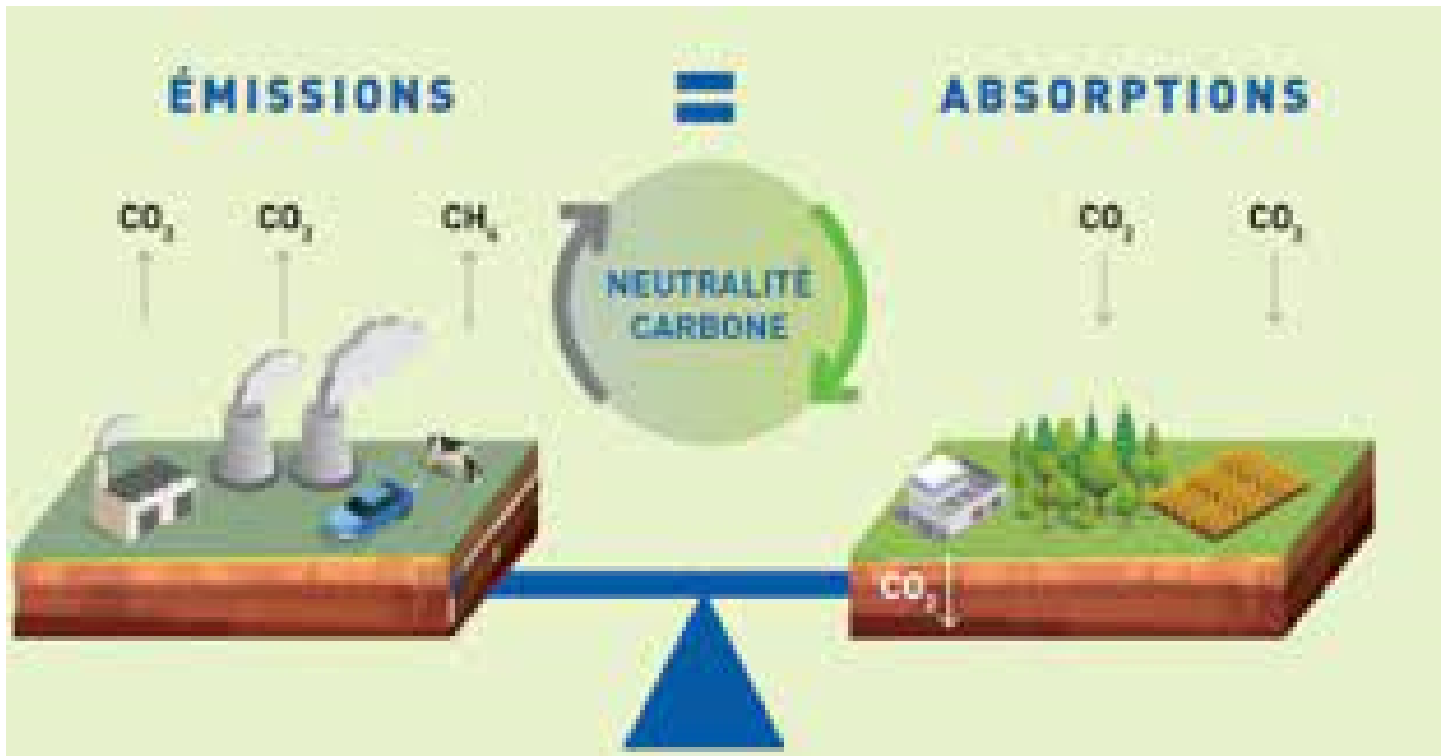 ÉMISSIONS = ABSORPTIONS
CO₂ CO₂ CH₄ CO₂ CO₂
NEUTRALITÉ
CARBONE
CO₂